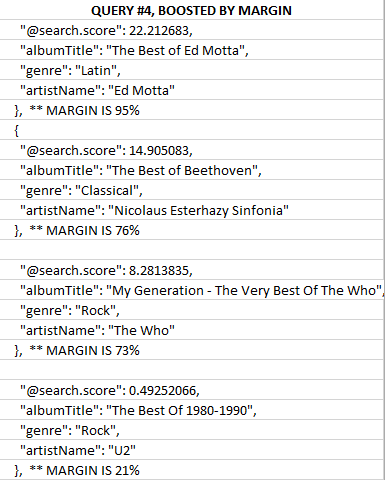 QUERY #4, BOOSTED BY MARGIN
"@search.score": 22.212683,
"albumTitle": "The Best of Ed Motta",
"genre": "Latin",
"artistName": "Ed Motta"
}, ** MARGIN IS 95%
{
"@search.score": 14.905083,
"albumTitle": "The Best of Beethoven",
"genre": "Classical",
"artistName": "Nicolaus Esterhazy Sinfonia"
}, ** MARGIN IS 76%
"@search.score": 8.2813835,
"albumTitle": "My Generation - The Very Best Of The Who",
"genre": "Rock",
"artistName": "The Who"
}, ** MARGIN IS 73%
"@search.score": 0.49252066,
"albumTitle": "The Best Of 1980-1990",
"genre": "Rock",
"artistName": "U2"
}, ** MARGIN IS 21%